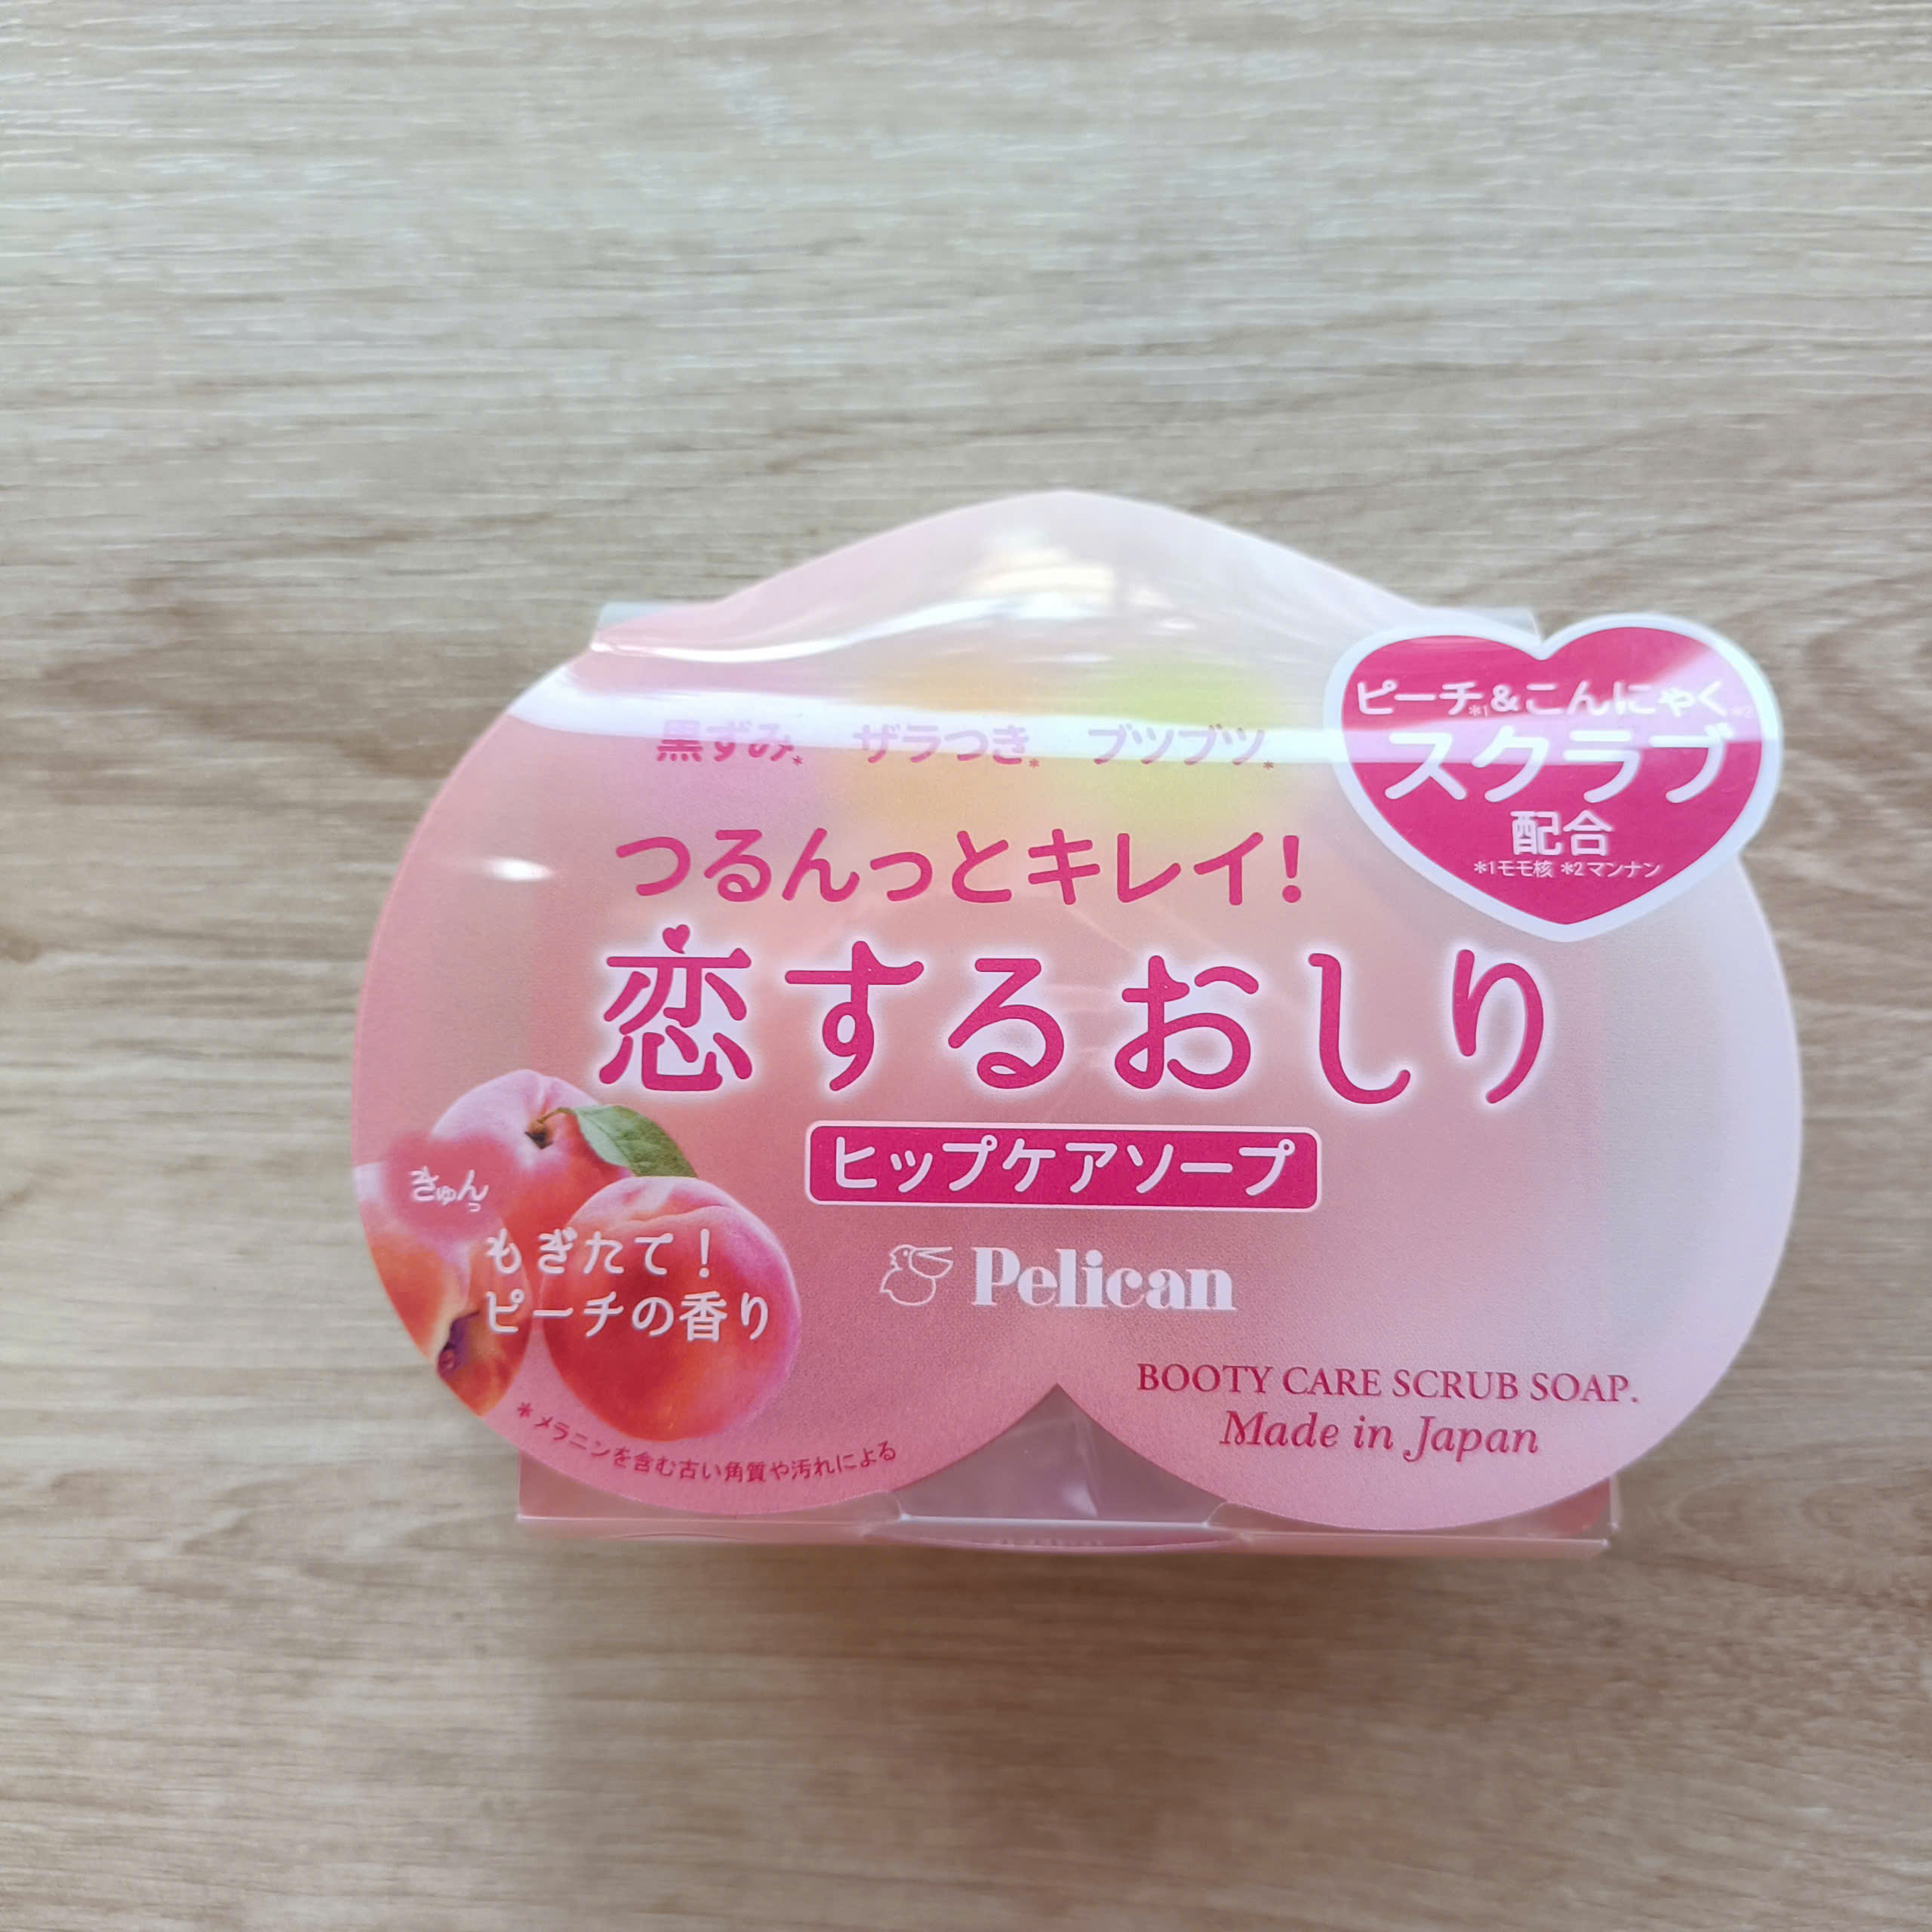 黒ずみ* ザラつき* ブツブツ*
ピーチ*1&こんにゃく*2
スクラブ
配合
*1モモ核 *2マンナン
つるんっとキレイ!
恋するおしり
ヒップケアソープ
Pelican
きゅんっ
もぎたて!
ピーチの香り
*メラニンを含む古い角質や汚れによる
BOOTY CARE SCRUB SOAP.
Made in Japan